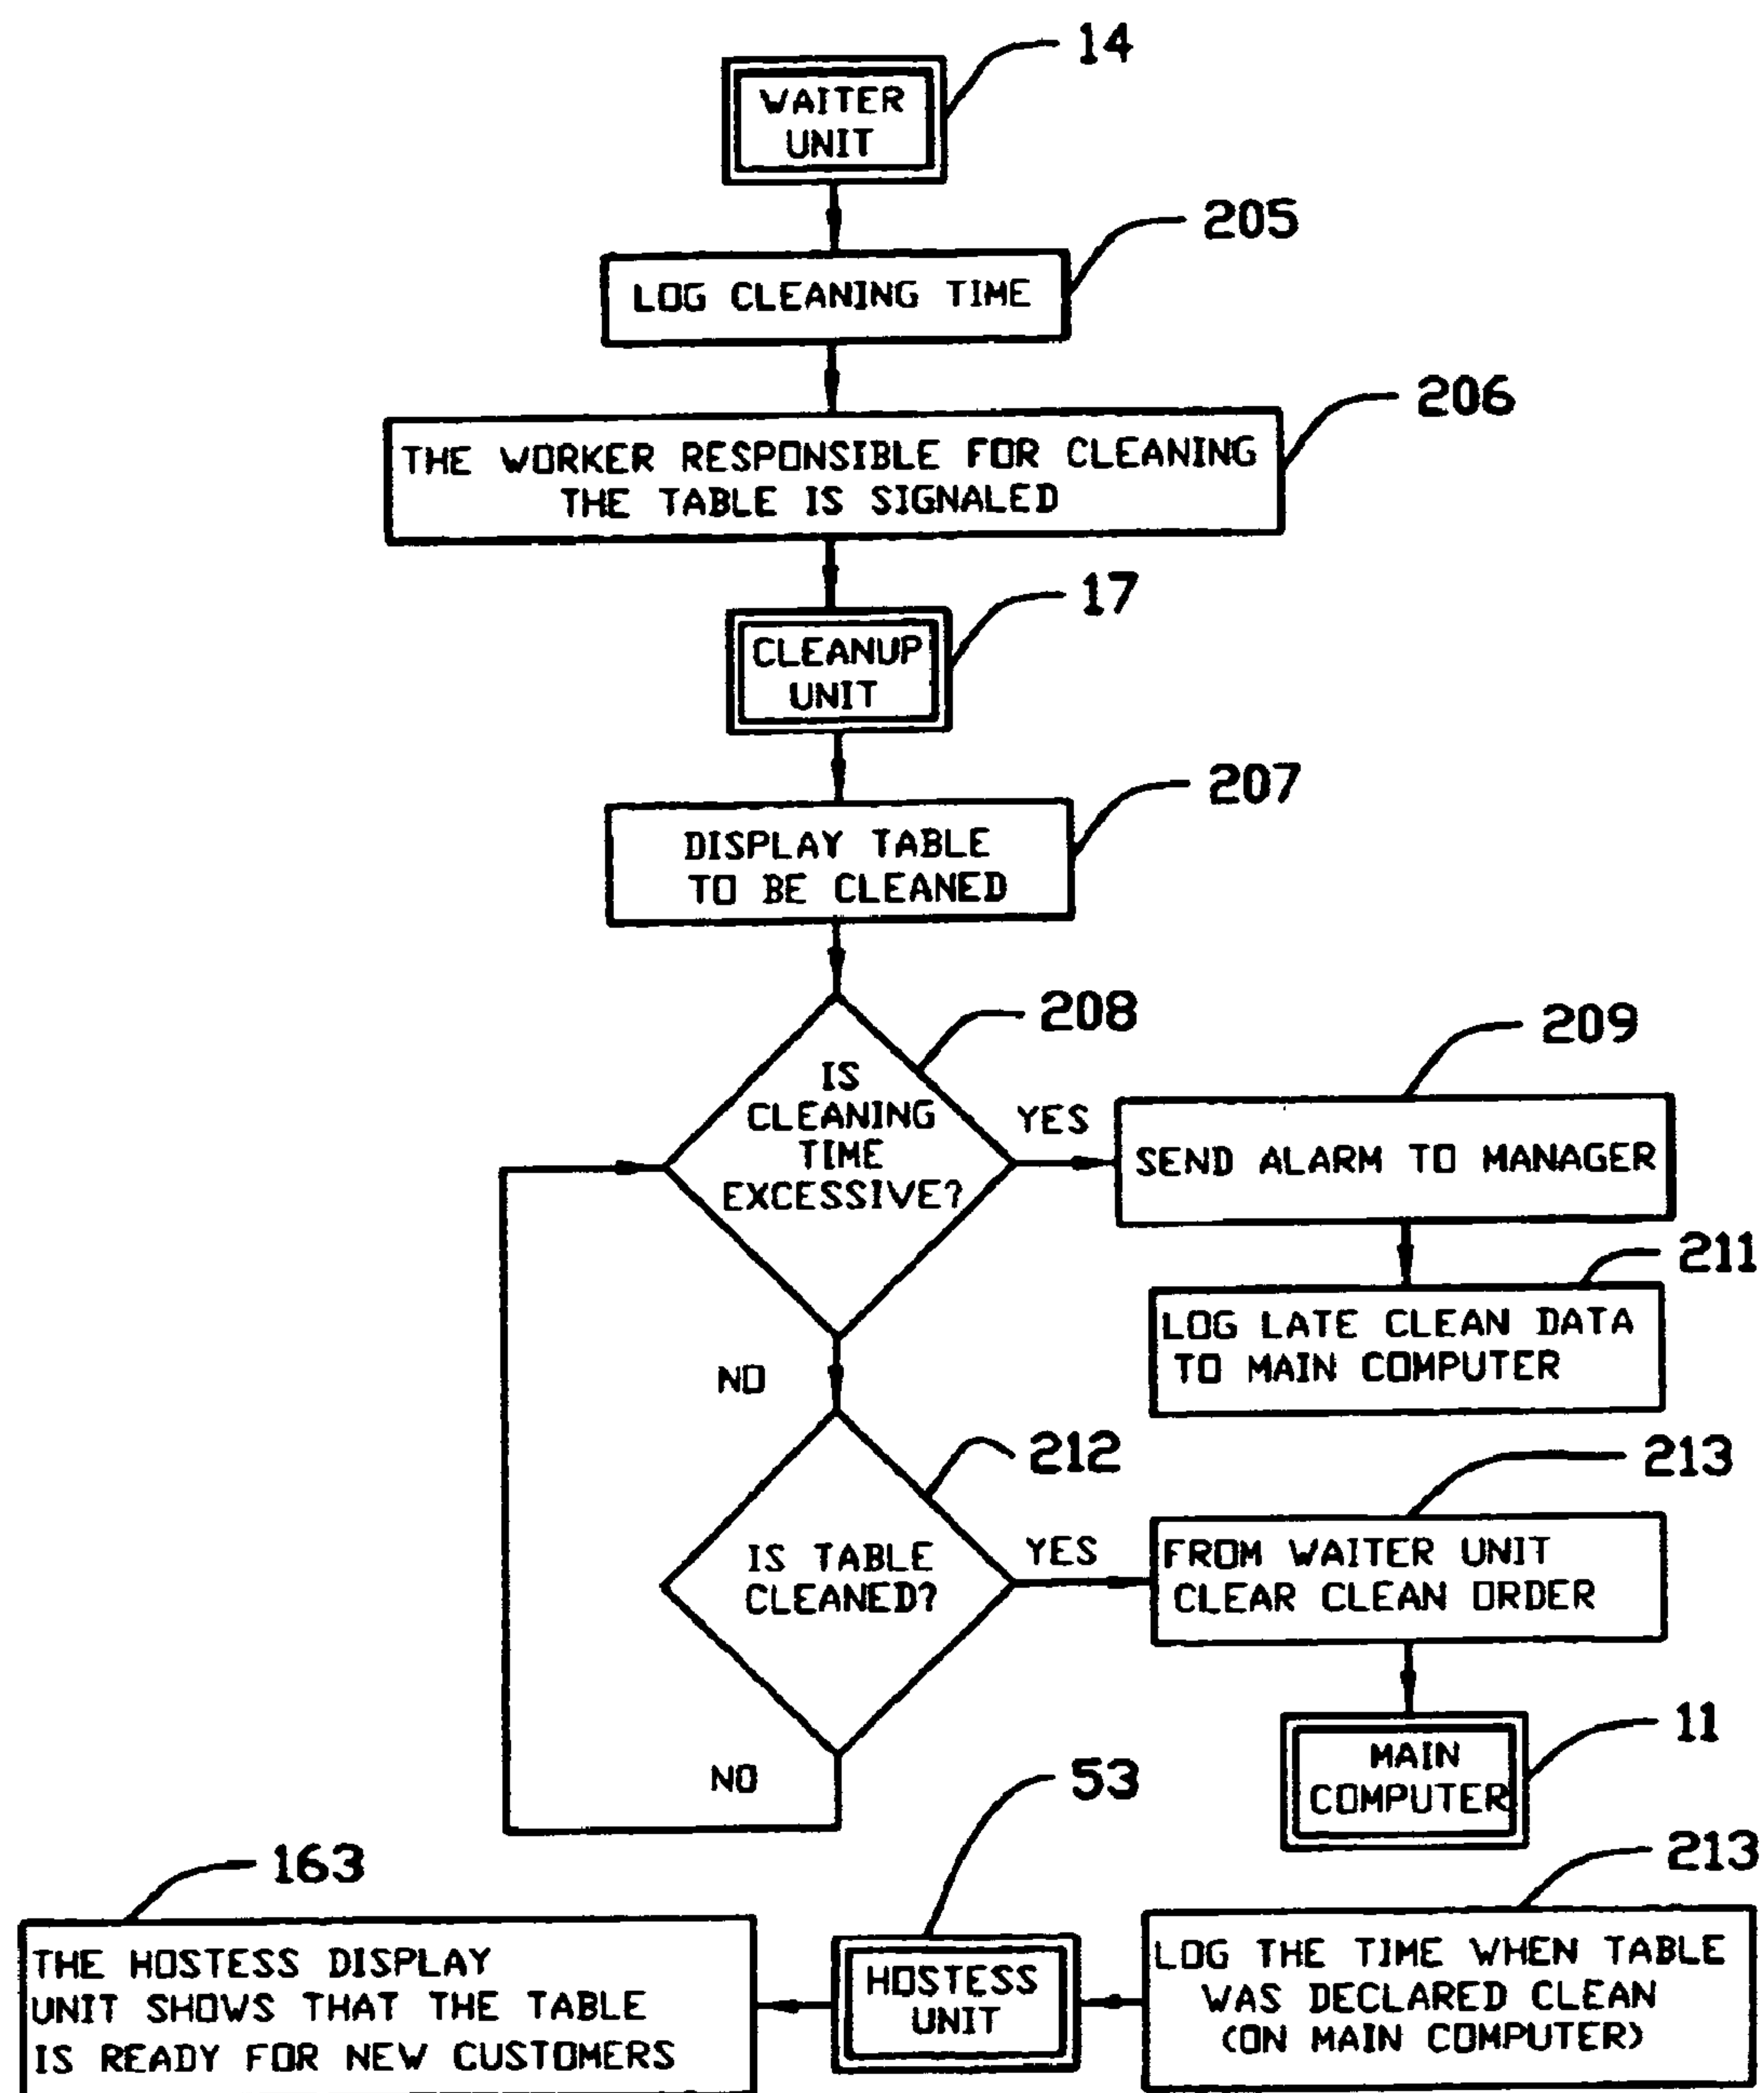 14
WAITER
UNIT
205
LOG CLEANING TIME
206
THE WORKER RESPONSIBLE FOR CLEANING
THE TABLE IS SIGNALED
17
CLEANUP
UNIT
207
DISPLAY TABLE
TO BE CLEANED
208
IS
CLEANING
TIME
EXCESSIVE?
YES
209
SEND ALARM TO MANAGER
211
LOG LATE CLEAN DATA
TO MAIN COMPUTER
NO
212
IS TABLE
CLEANED?
YES
213
FROM WAITER UNIT
CLEAR CLEAN ORDER
NO
11
MAIN
COMPUTER
213
LOG THE TIME WHEN TABLE
WAS DECLARED CLEAN
(ON MAIN COMPUTER)
53
HOSTESS
UNIT
163
THE HOSTESS DISPLAY
UNIT SHOWS THAT THE TABLE
IS READY FOR NEW CUSTOMERS